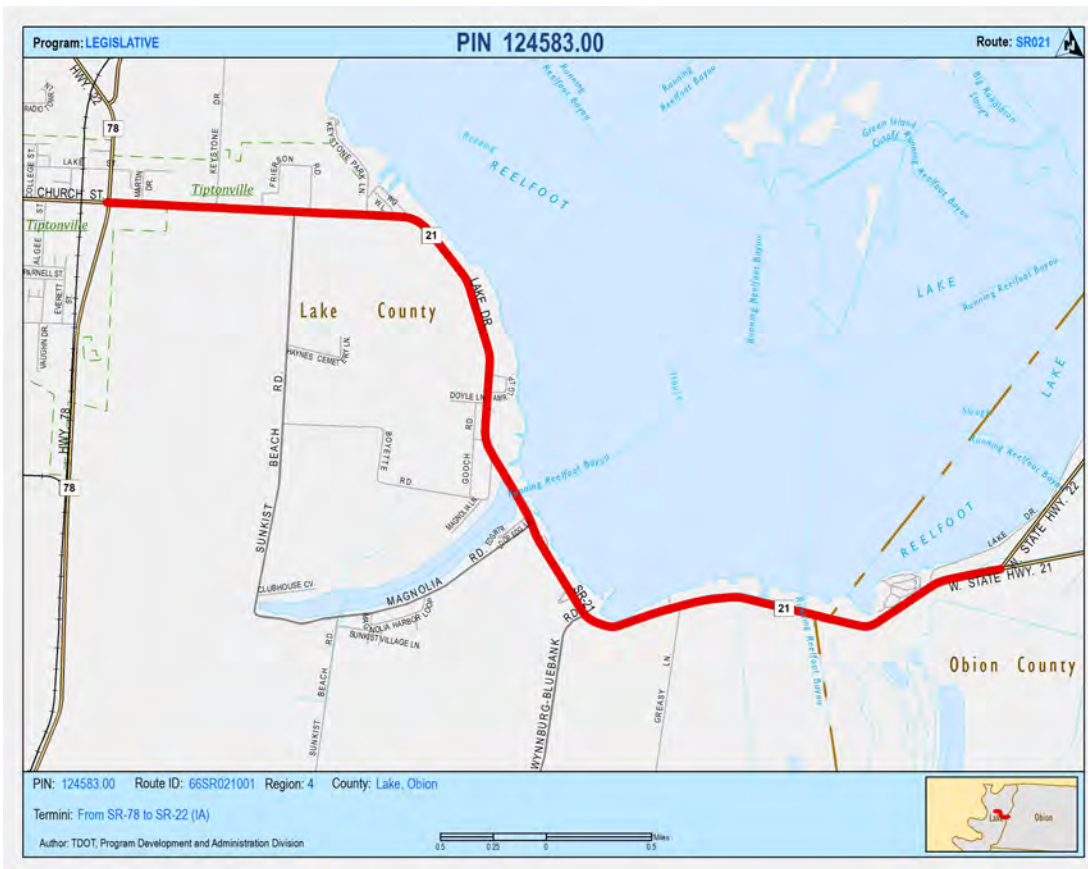 Program: LEGISLATIVE
PIN 124583.00
Route: SR021
N
HWY. 22
RADIO TWR.
78
KEYSTONE DR.
COLLEGE ST.
LAKE ST.
MARTIN DR.
FRIERSON RD.
KEYSTONE PARK LN.
CHURCH ST.
Tiptonville
Tiptonville
ALGEE ST.
PARNELL ST.
EVERETT ST.
VAUGHN DR.
HWY. 78
78
21
LAKE DR.
Lake County
HAYNES CEMETRY LN.
SUNKIST BEACH RD.
DOYLE LN.
BOYETTE RD.
GOOCH RD
MAGNOLIA LN.
CLUBHOUSE CV.
MAGNOLIA RD.
MAGNOLIA HARBOR LOOP
SUNKIST VILLAGE LN.
SUNKIST BEACH RD
SR-21
WYNNBURG-BLUEBANK RD.
GREASY LN
21
Running Reelfoot Bayou
Running Reelfoot Bayou
Big Ronaldson Slough
Green Island Cutoff
Running Reelfoot Bayou
Running
REELFOOT
LAKE
Running Reelfoot Bayou
Running Reelfoot Bayou
Running Reelfoot Bayou
Slough
Running Reelfoot Bayou
REELFOOT LAKE
Running Reelfoot Bayou
LAKE DR.
N. STATE HWY. 22
W. STATE HWY. 21
Obion County
PIN: 124583.00 Route ID: 66SR021001 Region: 4 County: Lake, Obion
Termini: From SR-78 to SR-22 (IA)
Author: TDOT, Program Development and Administration Division
Miles
0.5 0.25 0 0.5
Lake Obion